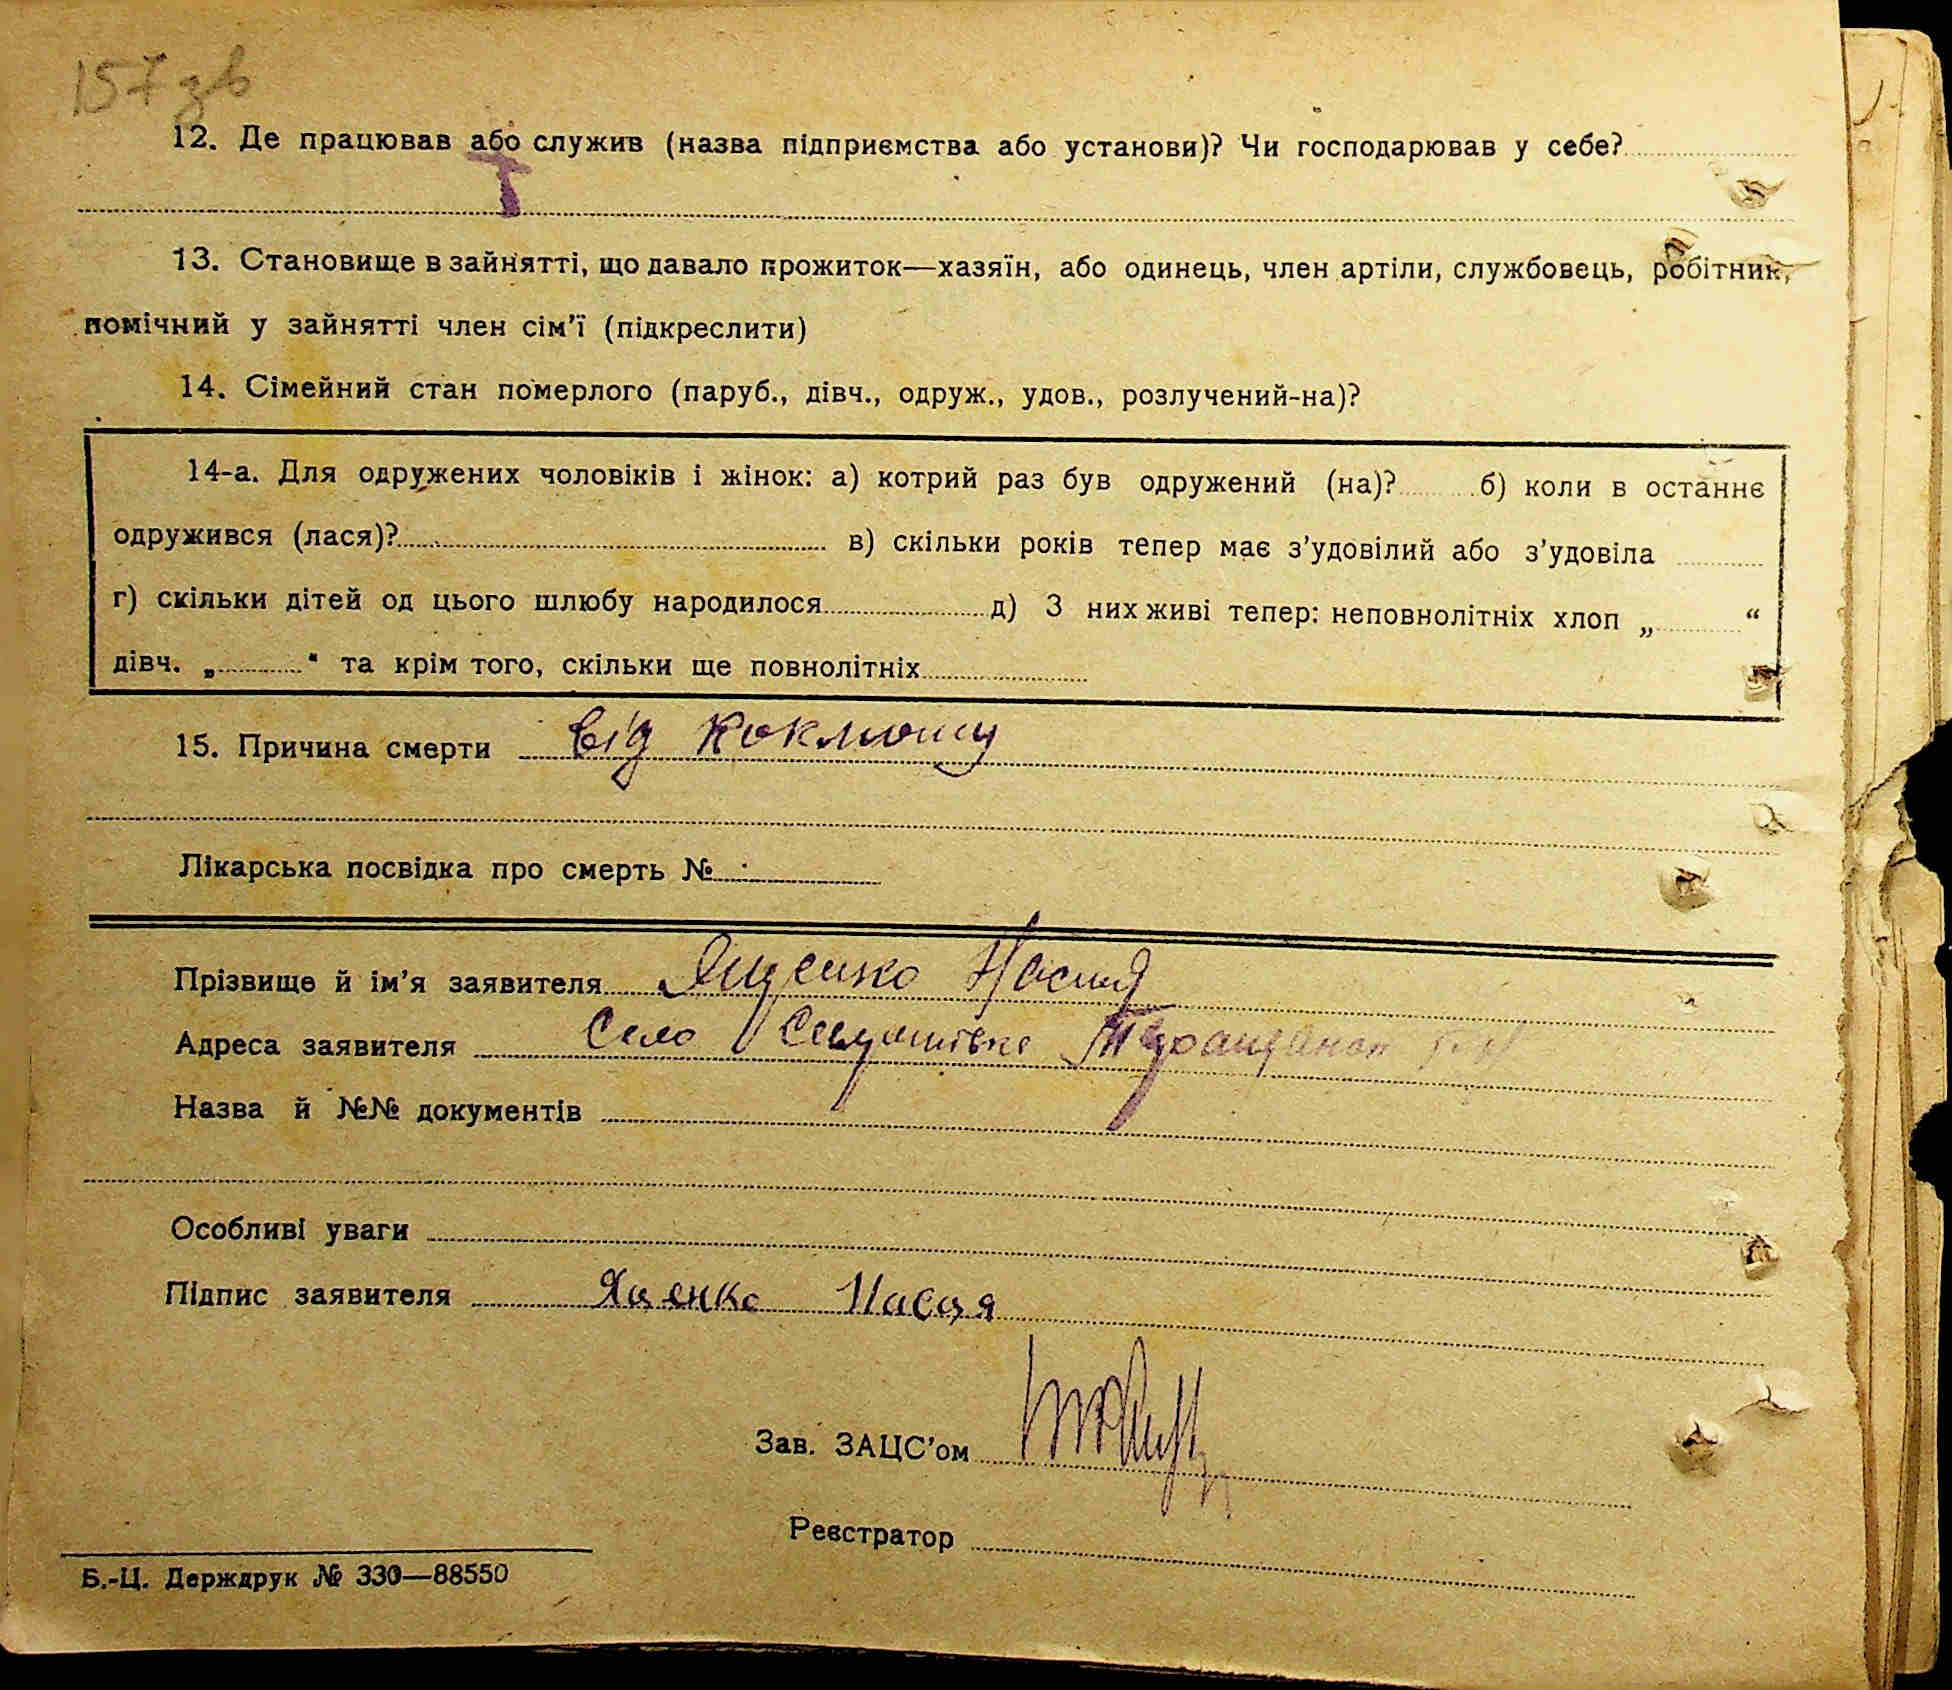 157 зв
12. Де працював або служив (назва підприємства або установи)? Чи господарював у себе?
13. Становище в зайнятті, що давало прожиток—хазяїн, або одинець, член артіли, службовець, робітник,
помічний у зайнятті член сім'ї (підкреслити)
14. Сімейний стан померлого (паруб., дівч., одруж., удов., розлучений-на)?
14-а. Для одружених чоловіків і жінок: а) котрий раз був одружений (на)? б) коли в останнє
одружився (лася)? в) скільки років тепер має з'удовілий або з'удовіла
г) скільки дітей од цього шлюбу народилося д) З них живі тепер: неповнолітніх хлоп „ “
дівч. „ “ та крім того, скільки ще повнолітніх
15. Причина смерти від коклюшу
Лікарська посвідка про смерть №
Прізвище й ім'я заявителя Ященко Настя
Адреса заявителя Село
Назва й №№ документів
Особливі уваги
Підпис заявителя Яценко Настя
Зав. ЗАЦС'ом
Реєстратор
Б.-Ц. Держдрук № 330—88550